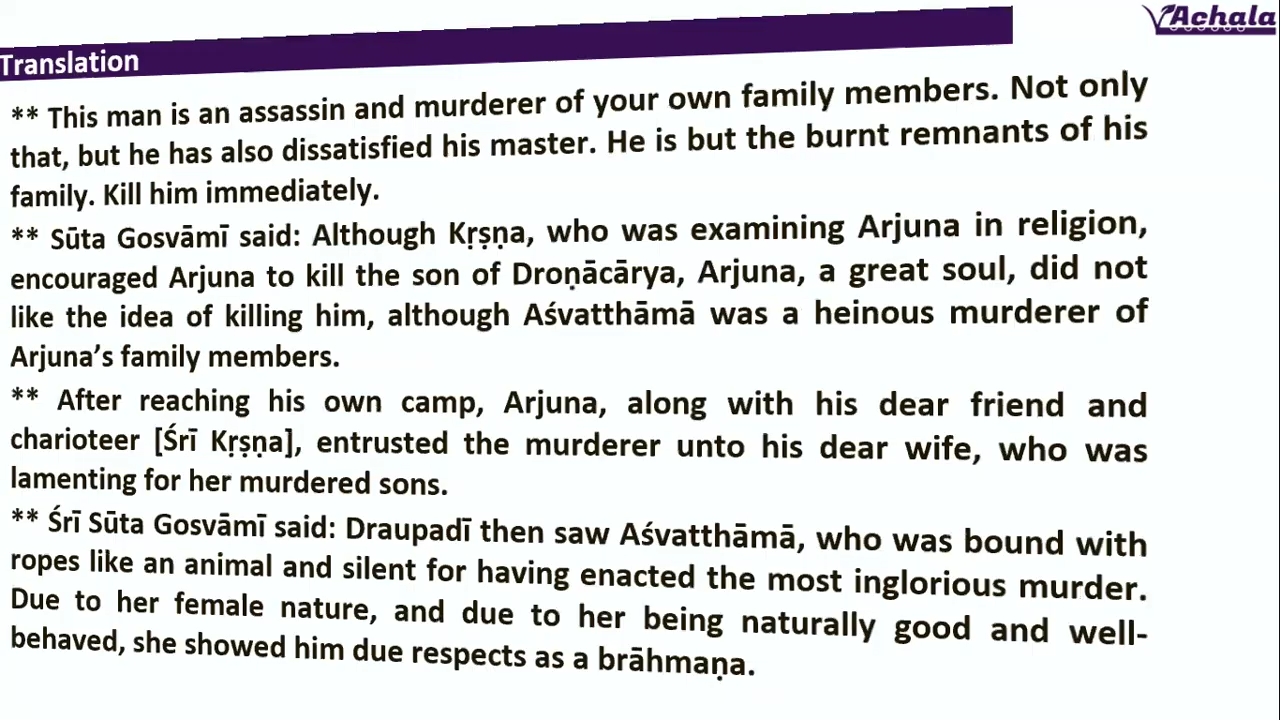 Achala
Translation
** This man is an assassin and murderer of your own family members. Not only
that, but he has also dissatisfied his master. He is but the burnt remnants of his
family. Kill him immediately.
** Sūta Gosvāmī said: Although Kṛṣṇa, who was examining Arjuna in religion,
encouraged Arjuna to kill the son of Droṇācārya, Arjuna, a great soul, did not
like the idea of killing him, although Aśvatthāmā was a heinous murderer of
Arjuna’s family members.
** After reaching his own camp, Arjuna, along with his dear friend and
charioteer [Śrī Kṛṣṇa], entrusted the murderer unto his dear wife, who was
lamenting for her murdered sons.
** Śrī Sūta Gosvāmī said: Draupadī then saw Aśvatthāmā, who was bound with
ropes like an animal and silent for having enacted the most inglorious murder.
Due to her female nature, and due to her being naturally good and well-
behaved, she showed him due respects as a brāhmaṇa.